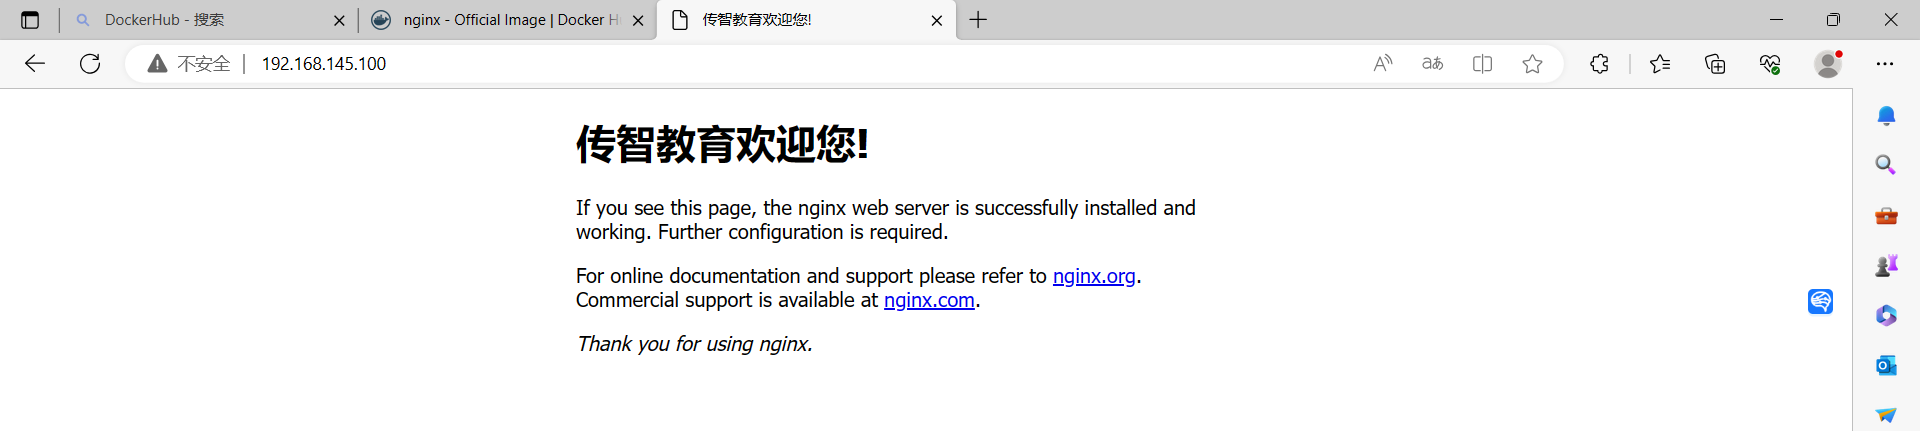 DockerHub - 搜索
nginx - Official Image | Docker H
传智教育欢迎您!
不安全
192.168.145.100
传智教育欢迎您!
If you see this page, the nginx web server is successfully installed and
working. Further configuration is required.
For online documentation and support please refer to nginx.org.
Commercial support is available at nginx.com.
Thank you for using nginx.